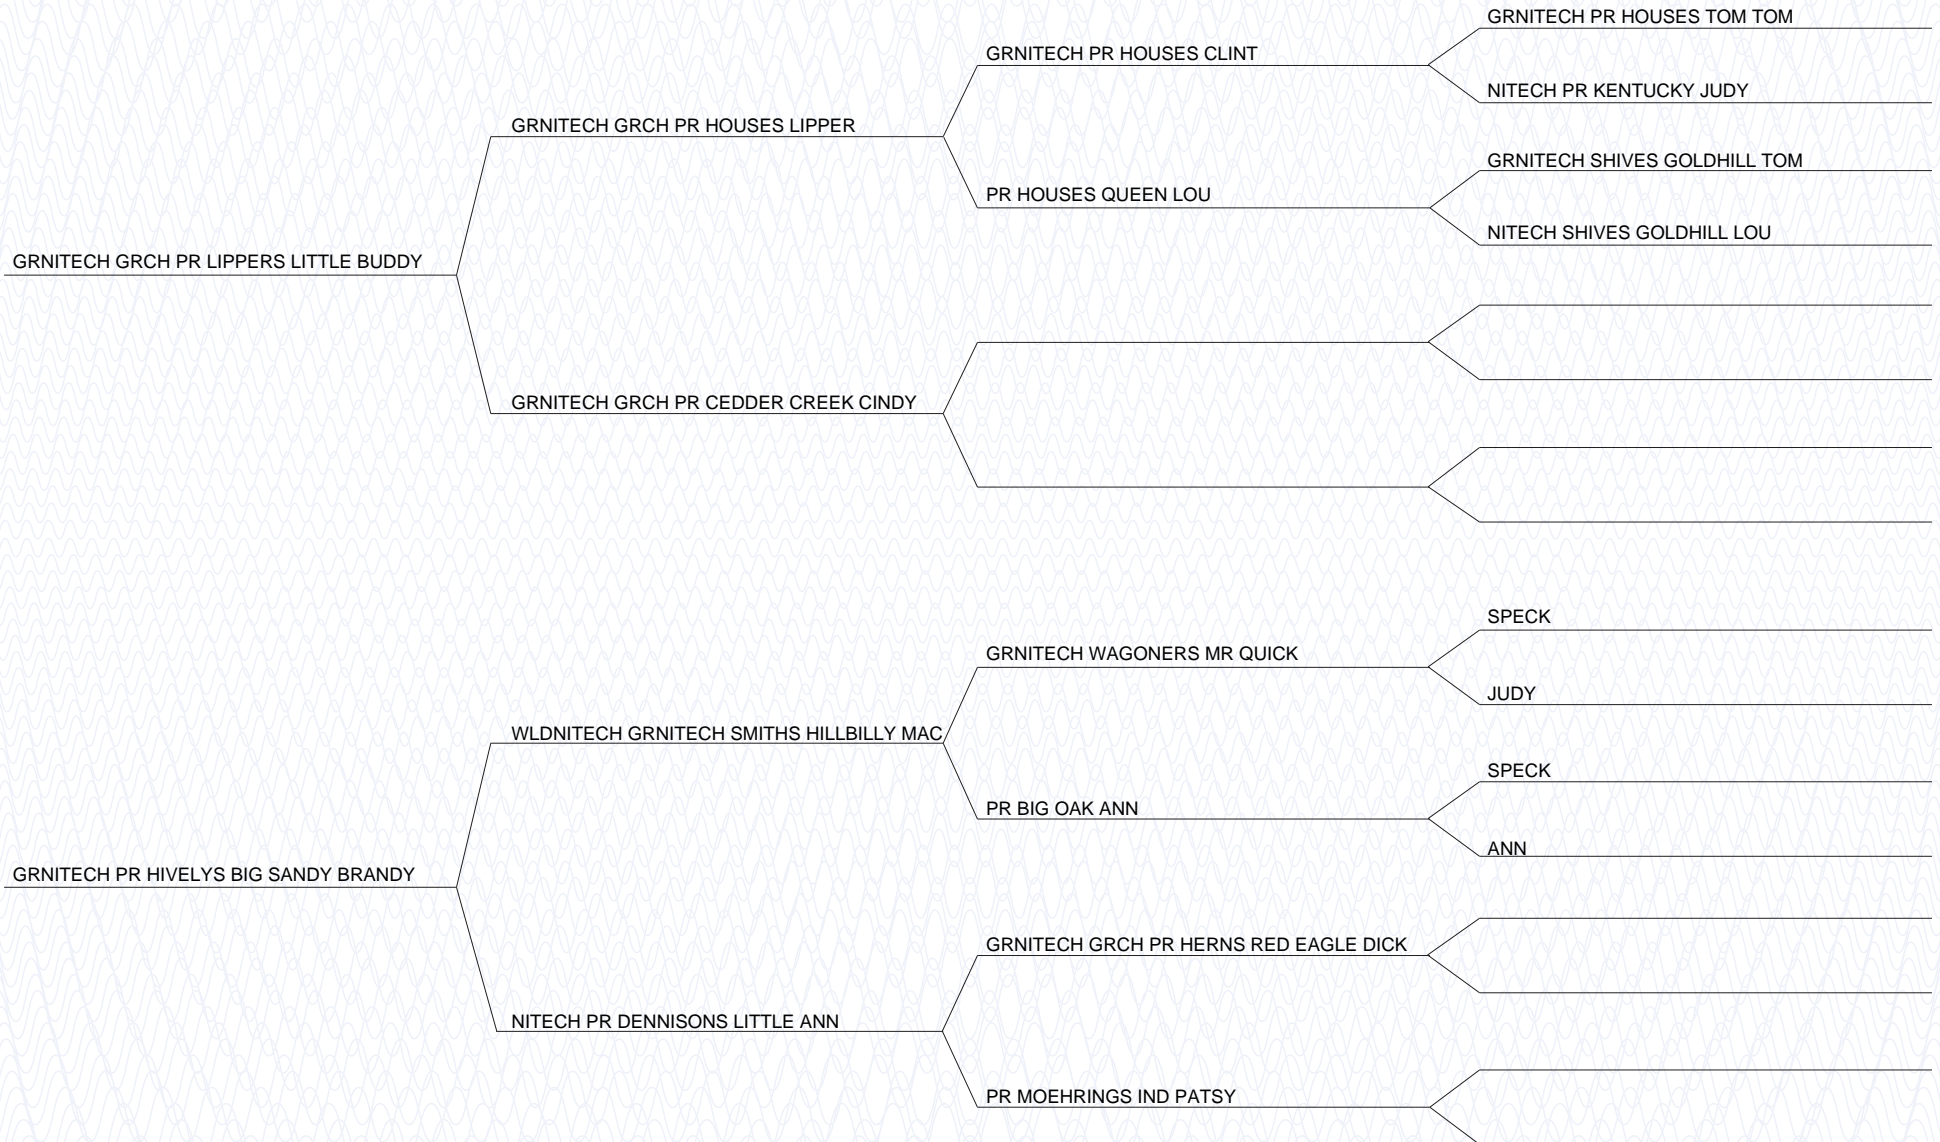 GRNITECH PR HOUSES TOM TOM
GRNITECH PR HOUSES CLINT
NITECH PR KENTUCKY JUDY
GRNITECH GRCH PR HOUSES LIPPER
GRNITECH SHIVES GOLDHILL TOM
PR HOUSES QUEEN LOU
NITECH SHIVES GOLDHILL LOU
GRNITECH GRCH PR LIPPERS LITTLE BUDDY
GRNITECH GRCH PR CEDDER CREEK CINDY
SPECK
GRNITECH WAGONERS MR QUICK
JUDY
WLDNITECH GRNITECH SMITHS HILLBILLY MAC
SPECK
PR BIG OAK ANN
ANN
GRNITECH PR HIVELYS BIG SANDY BRANDY
GRNITECH GRCH PR HERNS RED EAGLE DICK
NITECH PR DENNISONS LITTLE ANN
PR MOEHRINGS IND PATSY